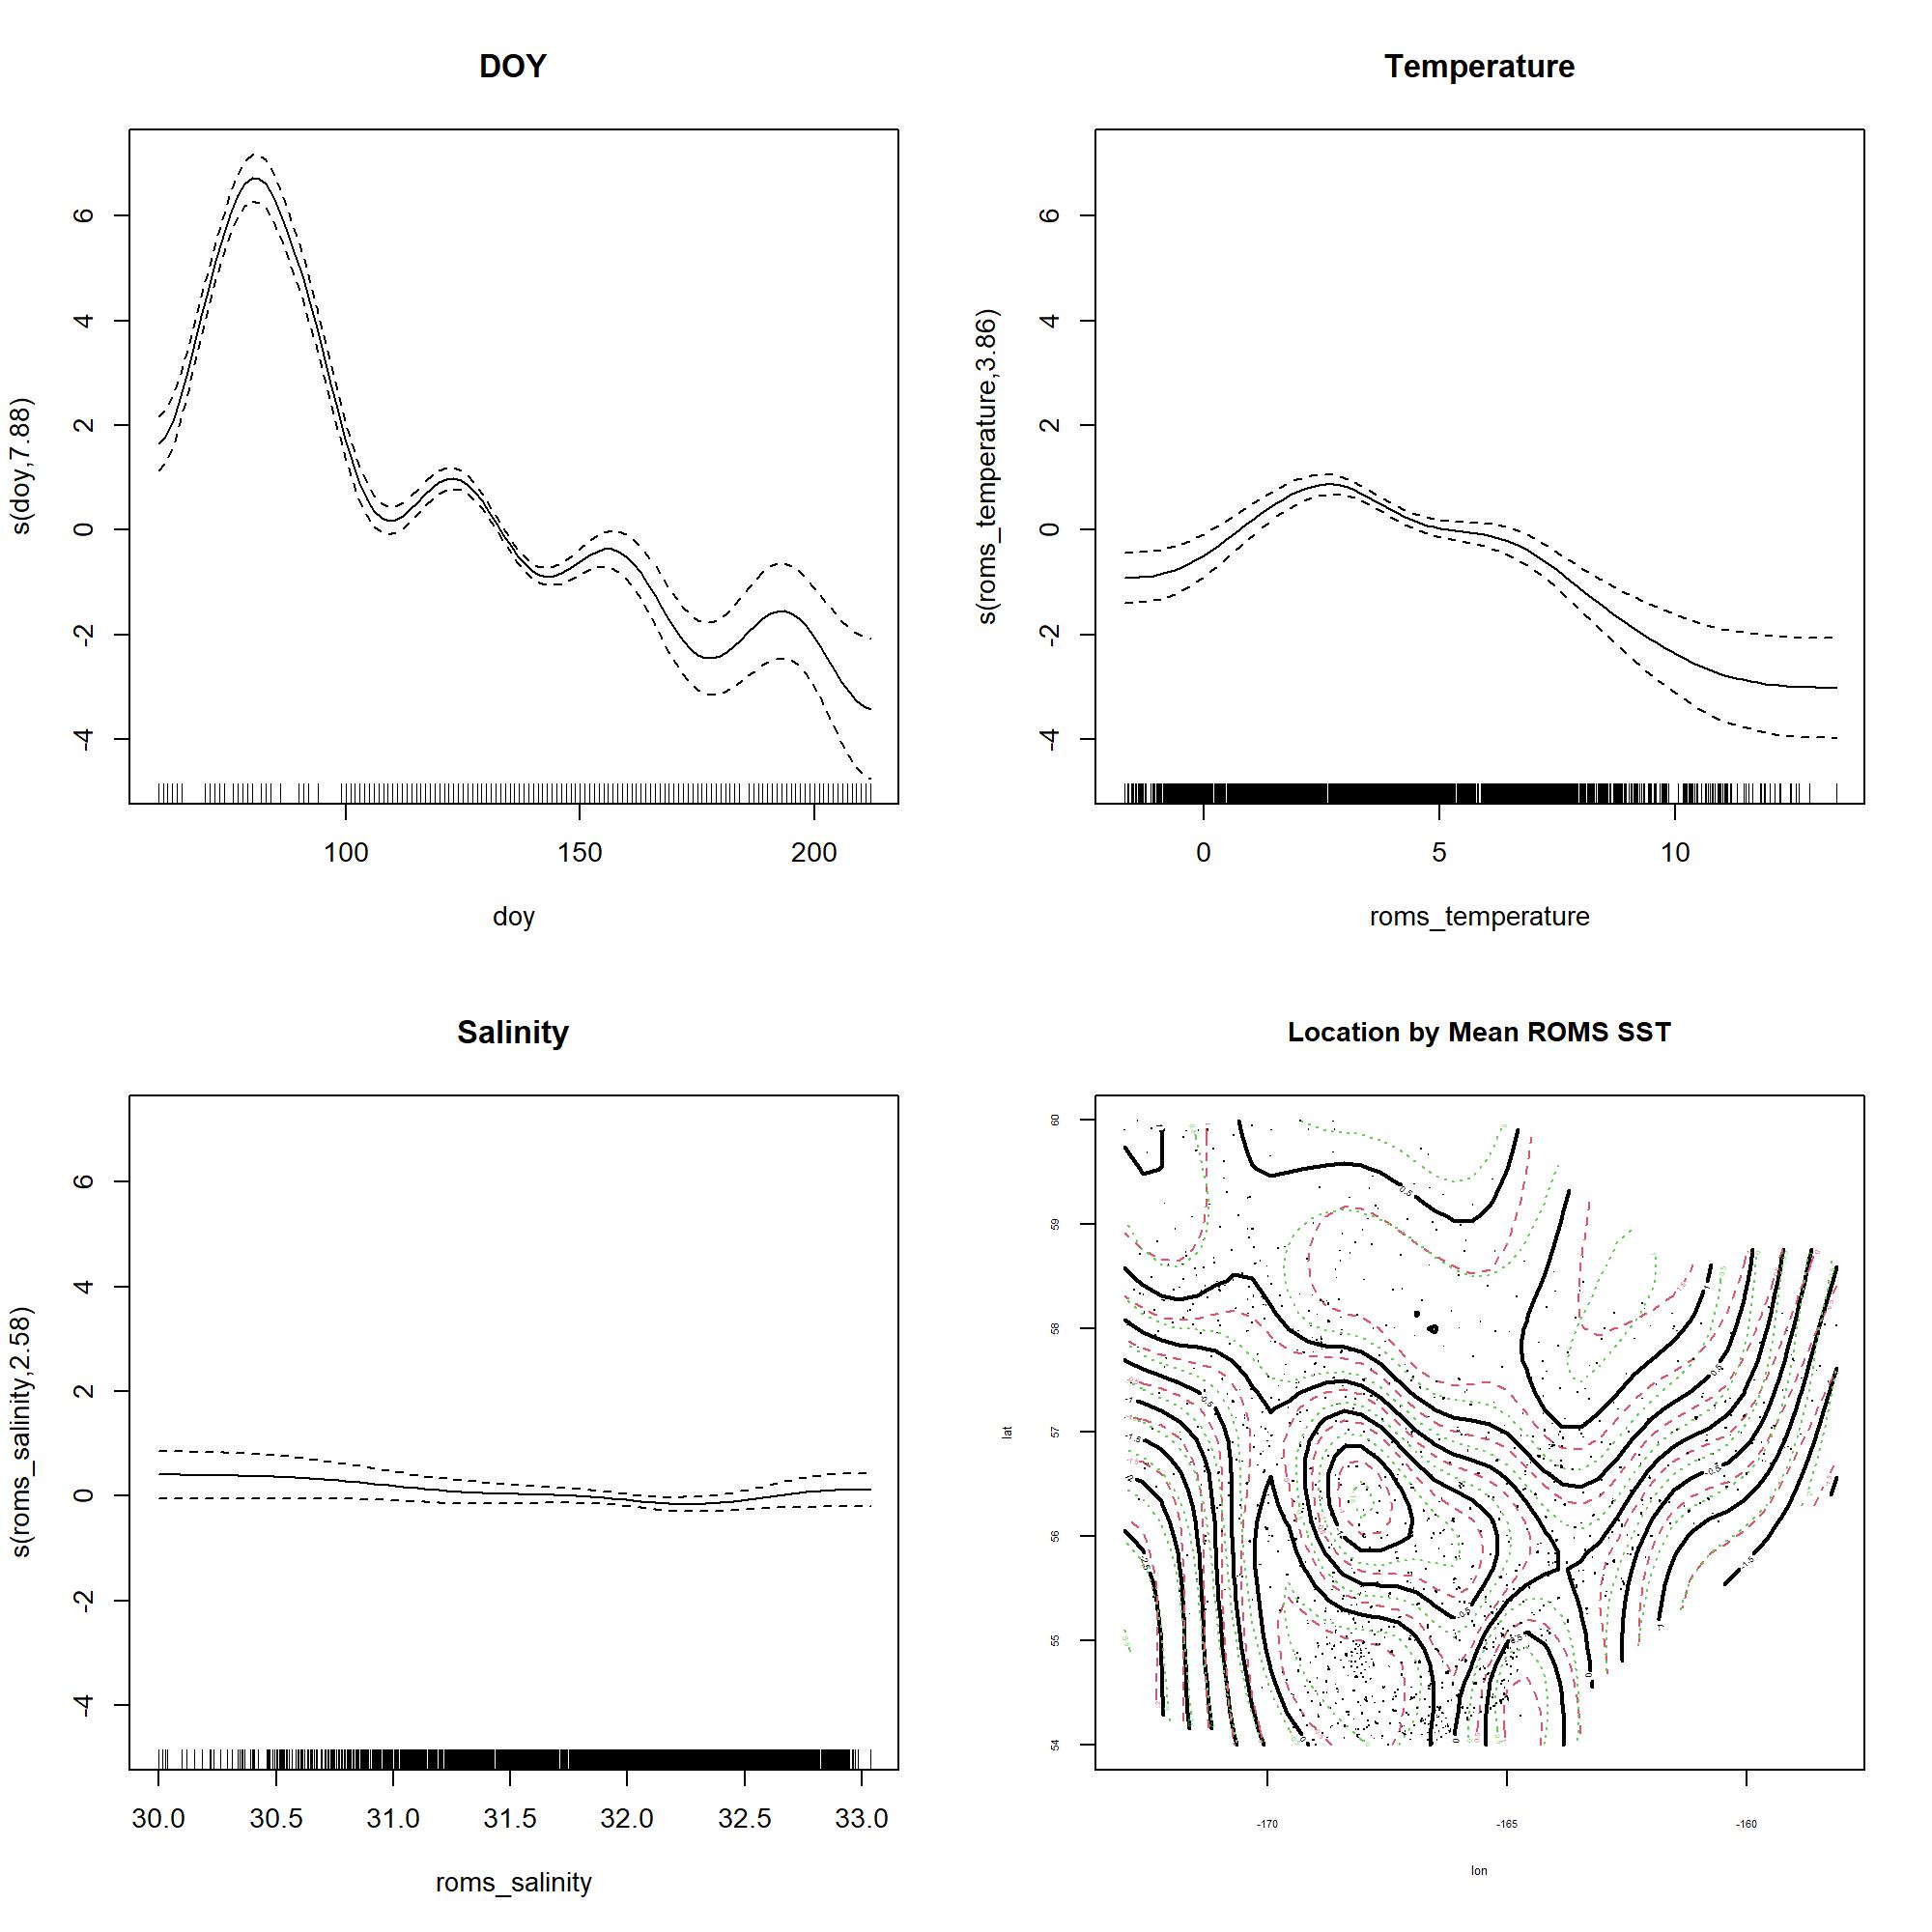 DOY
s(doy,7.88)
6
4
2
0
-2
-4
100 150 200
doy
Temperature
s(roms_temperature,3.86)
6
4
2
0
-2
-4
0 5 10
roms_temperature
Salinity
s(roms_salinity,2.58)
6
4
2
0
-2
-4
30.0 30.5 31.0 31.5 32.0 32.5 33.0
roms_salinity
Location by Mean ROMS SST
lat
60
59
58
57
56
55
54
-170 -165 -160
lon